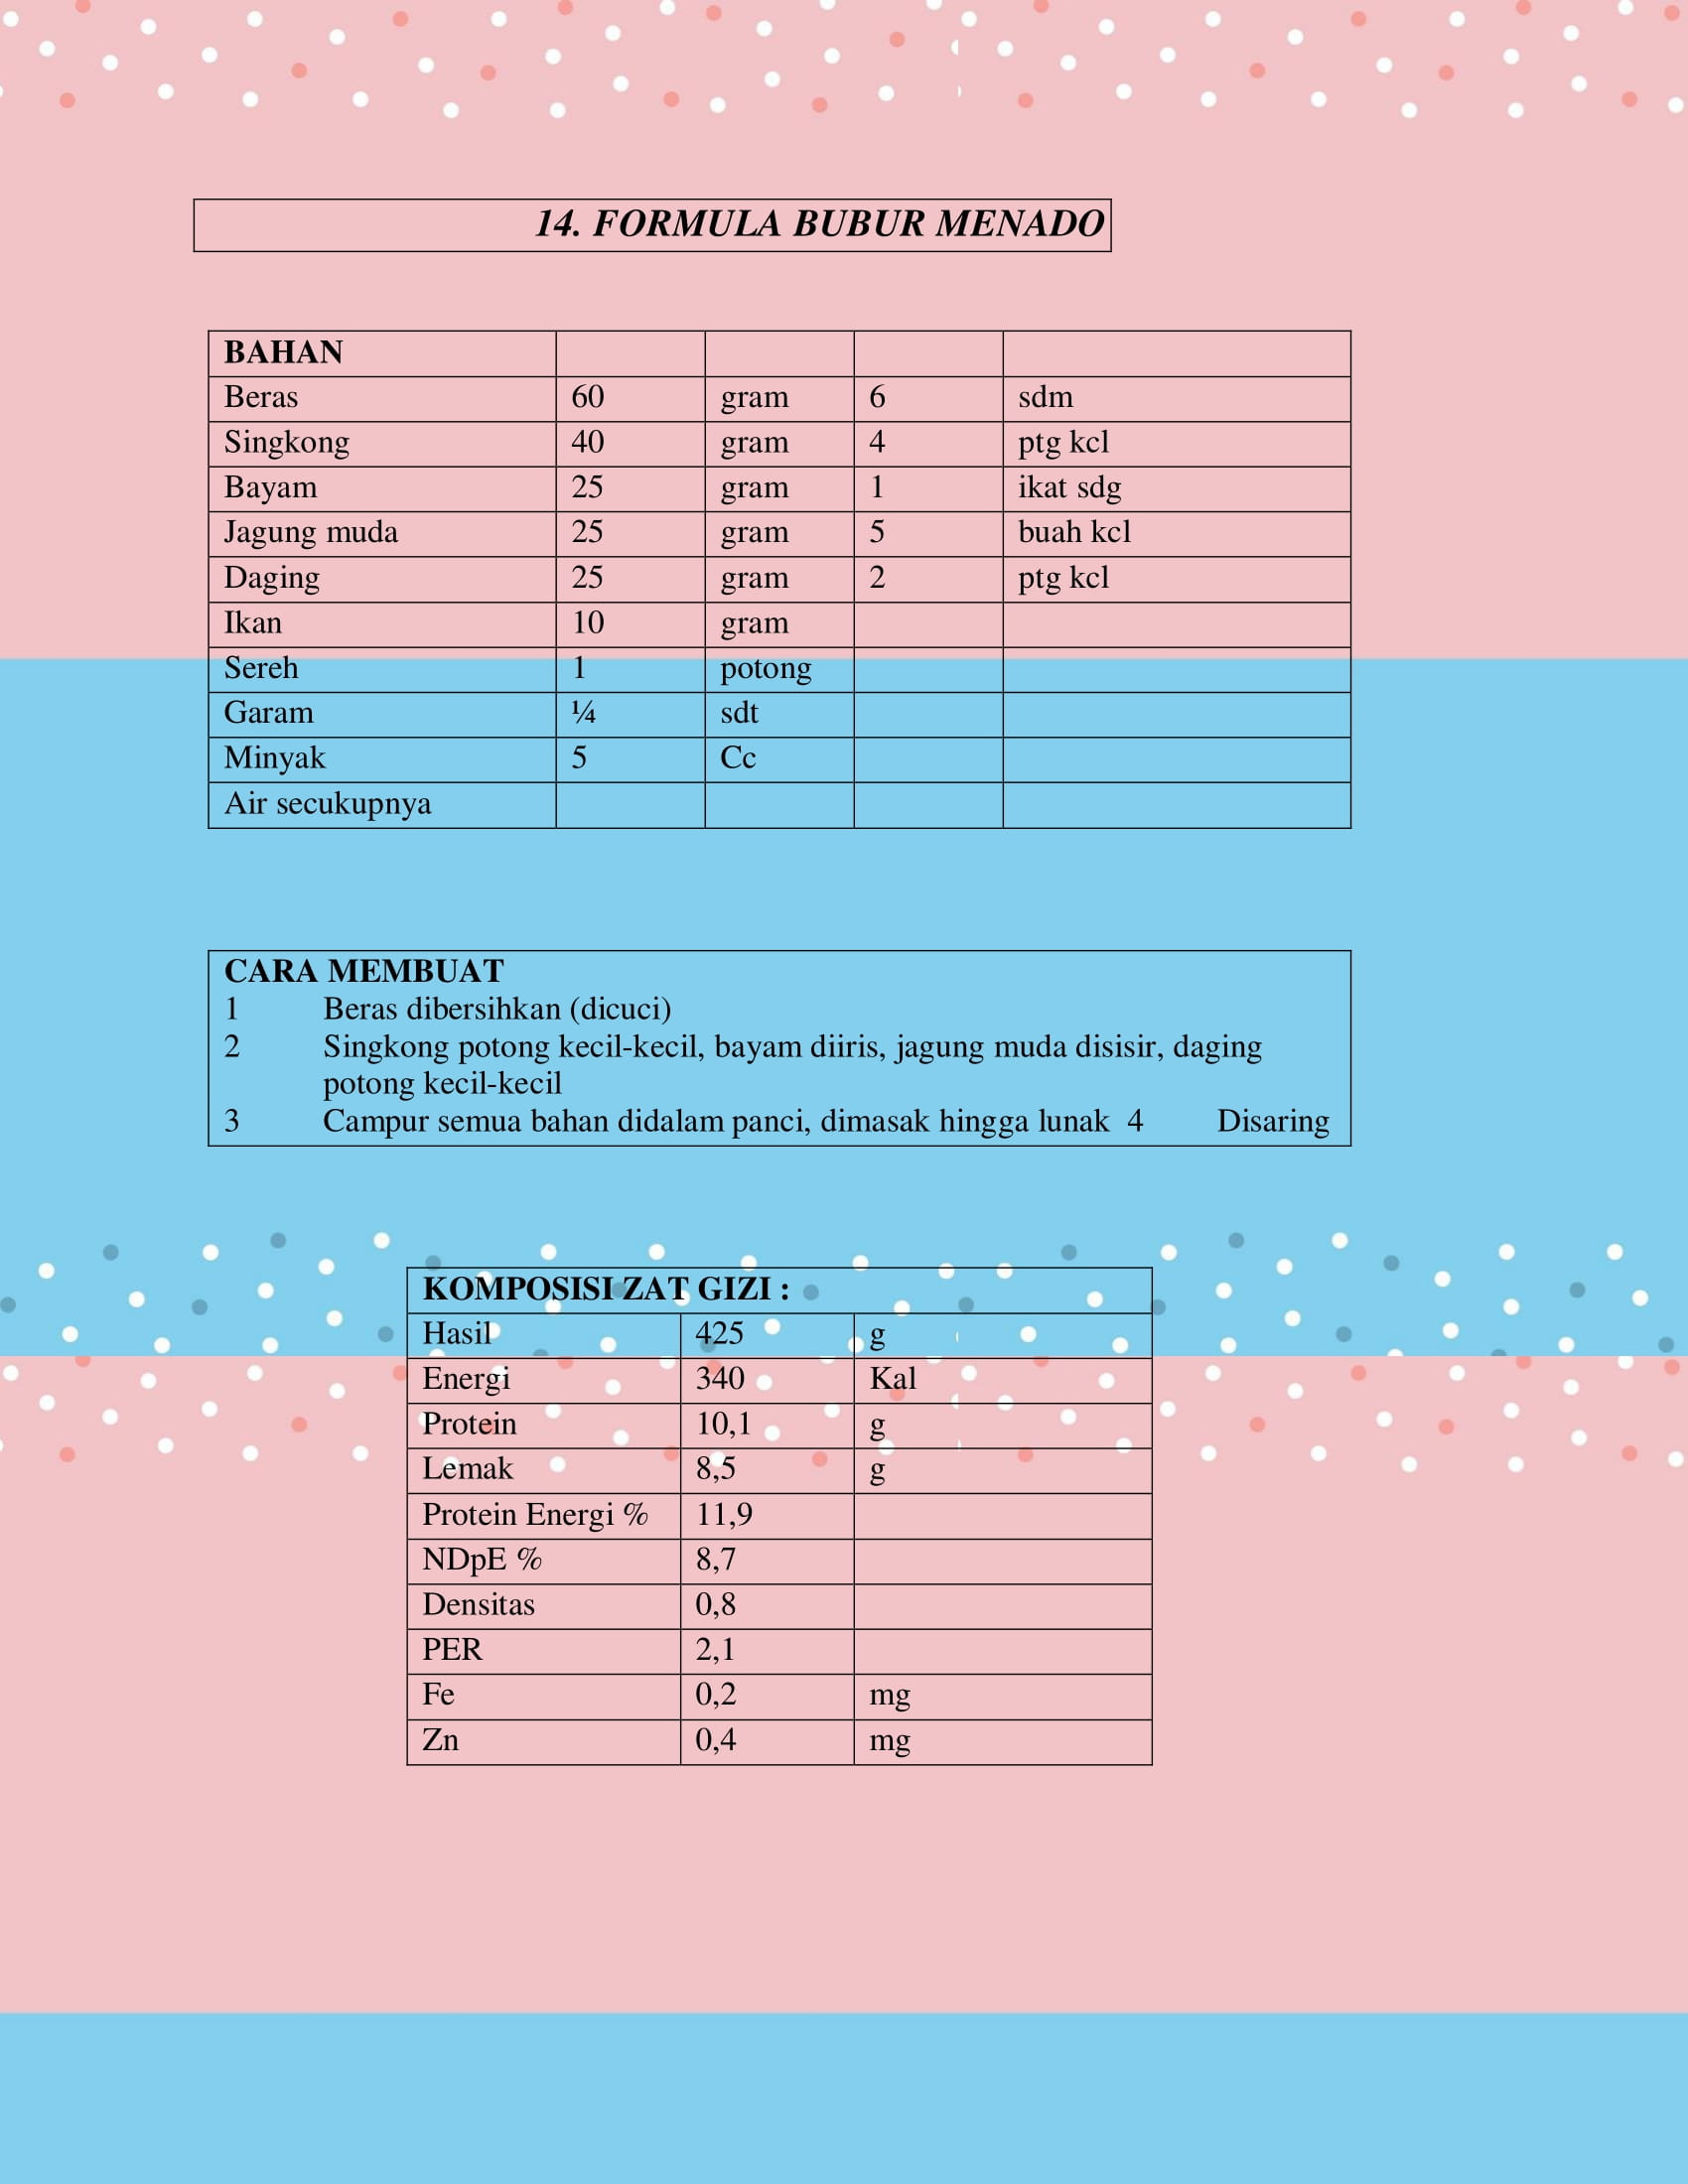 14. FORMULA BUBUR MENADO
BAHAN
Beras 60 gram 6 sdm
Singkong 40 gram 4 ptg kcl
Bayam 25 gram 1 ikat sdg
Jagung muda 25 gram 5 buah kcl
Daging 25 gram 2 ptg kcl
Ikan 10 gram
Sereh 1 potong
Garam ¼ sdt
Minyak 5 Cc
Air secukupnya
CARA MEMBUAT
1 Beras dibersihkan (dicuci)
2 Singkong potong kecil-kecil, bayam diiris, jagung muda disisir, daging
potong kecil-kecil
3 Campur semua bahan didalam panci, dimasak hingga lunak 4 Disaring
KOMPOSISI ZAT GIZI :
Hasil 425 g
Energi 340 Kal
Protein 10,1 g
Lemak 8,5 g
Protein Energi % 11,9
NDpE % 8,7
Densitas 0,8
PER 2,1
Fe 0,2 mg
Zn 0,4 mg